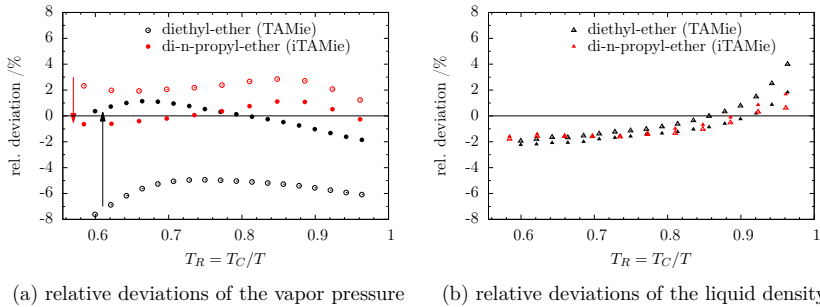 diethyl-ether (TAMie)
di-n-propyl-ether (iTAMie)
rel. deviation /%
8
6
4
2
0
-2
-4
-6
-8
0.6 0.7 0.8 0.9 1
T_R = T_C/T
(a) relative deviations of the vapor pressure
diethyl-ether (TAMie)
di-n-propyl-ether (iTAMie)
rel. deviation /%
8
6
4
2
0
-2
-4
-6
-8
0.6 0.7 0.8 0.9 1
T_R = T_C/T
(b) relative deviations of the liquid density